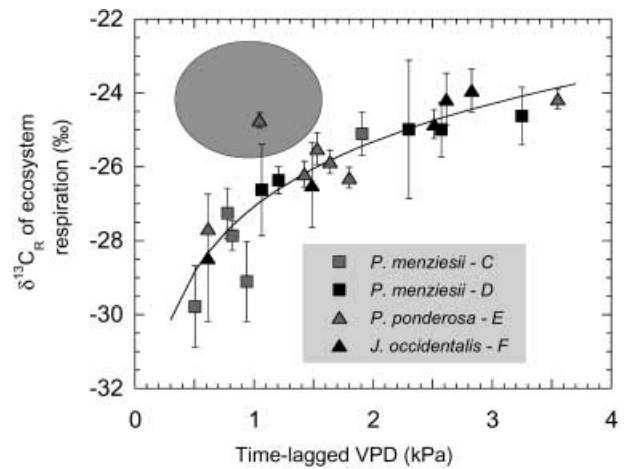 -22
-24
-26
-28
-30
-32
δ¹³C_R of ecosystem
respiration (‰)
P. menziesii - C
P. menziesii - D
P. ponderosa - E
J. occidentalis - F
0 1 2 3 4
Time-lagged VPD (kPa)